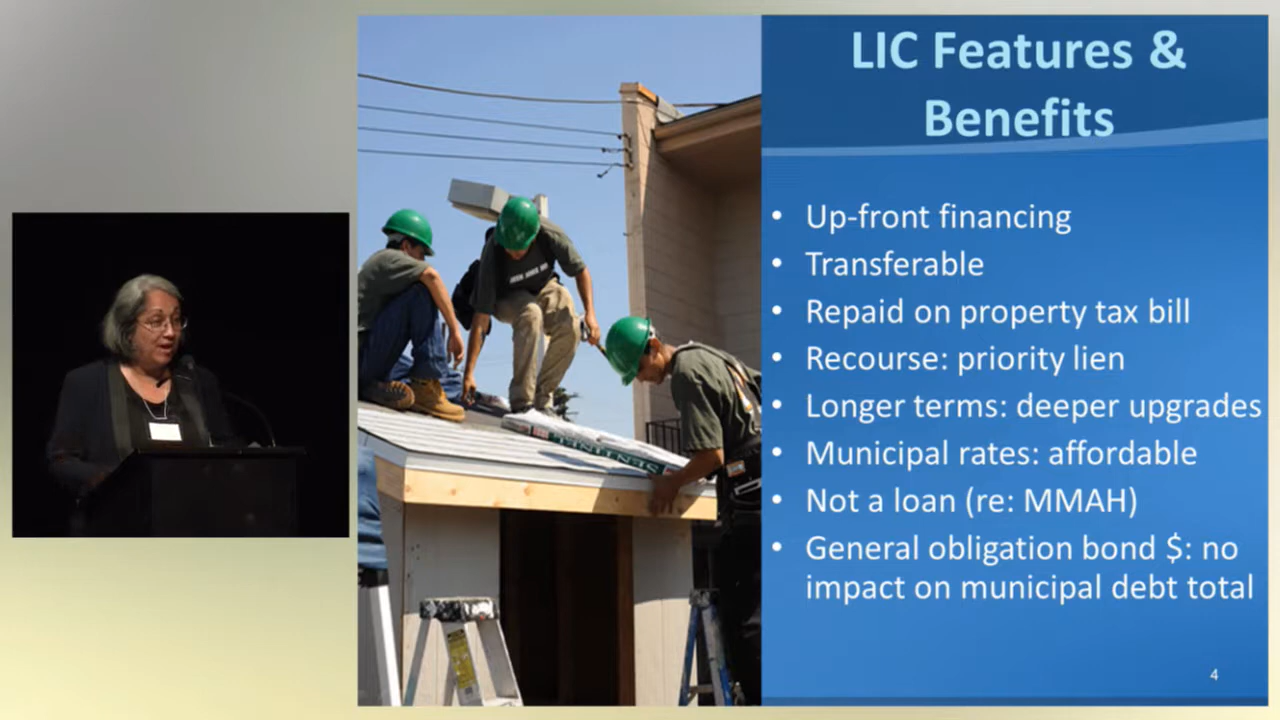 LIC Features &
Benefits
• Up-front financing
• Transferable
• Repaid on property tax bill
• Recourse: priority lien
• Longer terms: deeper upgrades
• Municipal rates: affordable
• Not a loan (re: MMAH)
• General obligation bond $: no
impact on municipal debt total
SENTINEL
4